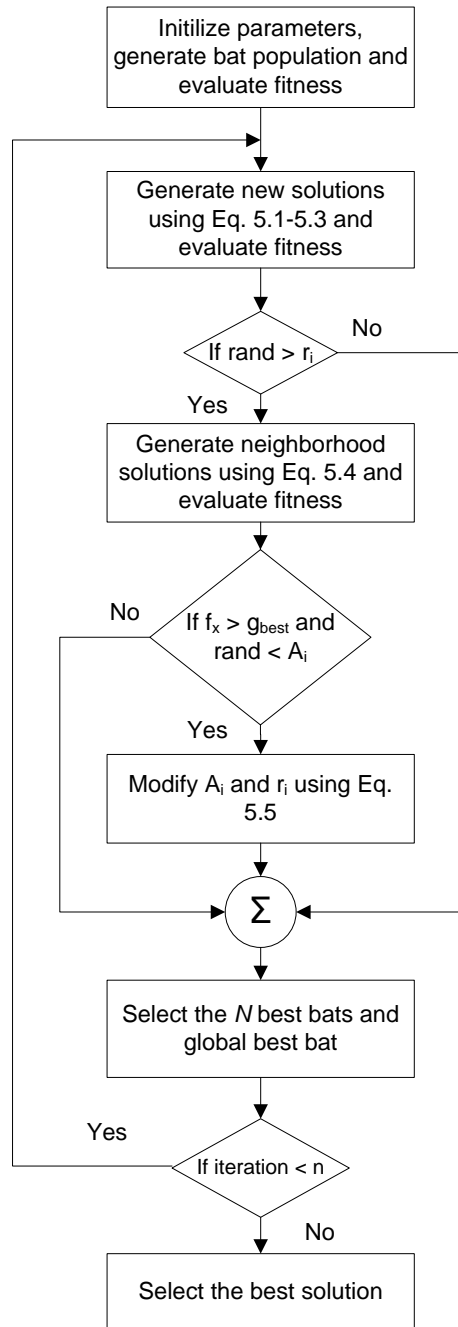 Initilize parameters,
generate bat population and
evaluate fitness
Generate new solutions
using Eq. 5.1-5.3 and
evaluate fitness
If rand > ri
No
Yes
Generate neighborhood
solutions using Eq. 5.4 and
evaluate fitness
No
If fx > gbest and
rand < Ai
Yes
Modify Ai and ri using Eq.
5.5
Σ
Select the N best bats and
global best bat
Yes
If iteration < n
No
Select the best solution